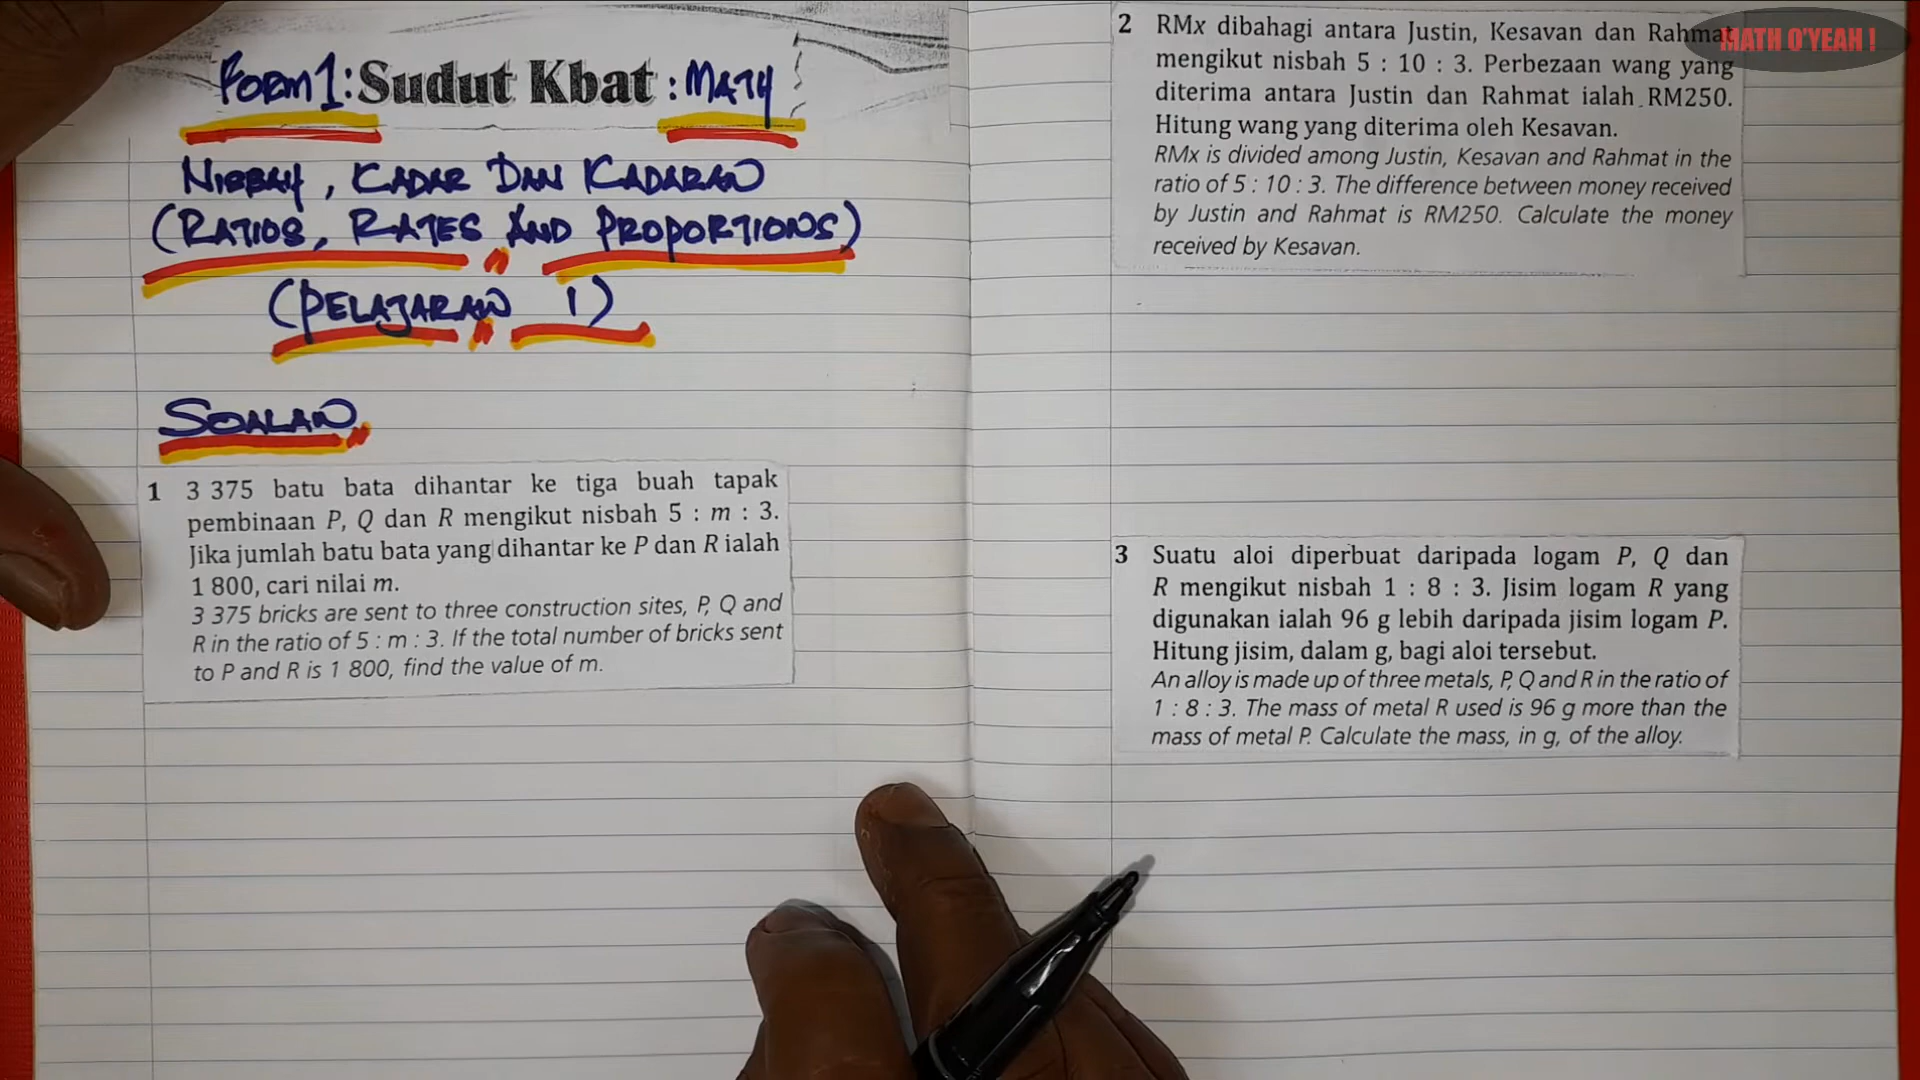 FORM 1: Sudut Kbat : MATH
NISBAH, KADAR DAN KADARAN
(RATIOS, RATES AND PROPORTIONS)
(PELAJARAN 1)
SOALAN
1 3 375 batu bata dihantar ke tiga buah tapak
pembinaan P, Q dan R mengikut nisbah 5 : m : 3.
Jika jumlah batu bata yang dihantar ke P dan R ialah
1 800, cari nilai m.
3 375 bricks are sent to three construction sites, P, Q and
R in the ratio of 5 : m : 3. If the total number of bricks sent
to P and R is 1 800, find the value of m.
2 RMx dibahagi antara Justin, Kesavan dan Rahmat
mengikut nisbah 5 : 10 : 3. Perbezaan wang yang
diterima antara Justin dan Rahmat ialah RM250.
Hitung wang yang diterima oleh Kesavan.
RMx is divided among Justin, Kesavan and Rahmat in the
ratio of 5 : 10 : 3. The difference between money received
by Justin and Rahmat is RM250. Calculate the money
received by Kesavan.
3 Suatu aloi diperbuat daripada logam P, Q dan
R mengikut nisbah 1 : 8 : 3. Jisim logam R yang
digunakan ialah 96 g lebih daripada jisim logam P.
Hitung jisim, dalam g, bagi aloi tersebut.
An alloy is made up of three metals, P, Q and R in the ratio of
1 : 8 : 3. The mass of metal R used is 96 g more than the
mass of metal P. Calculate the mass, in g, of the alloy.
MATH O'YEAH !